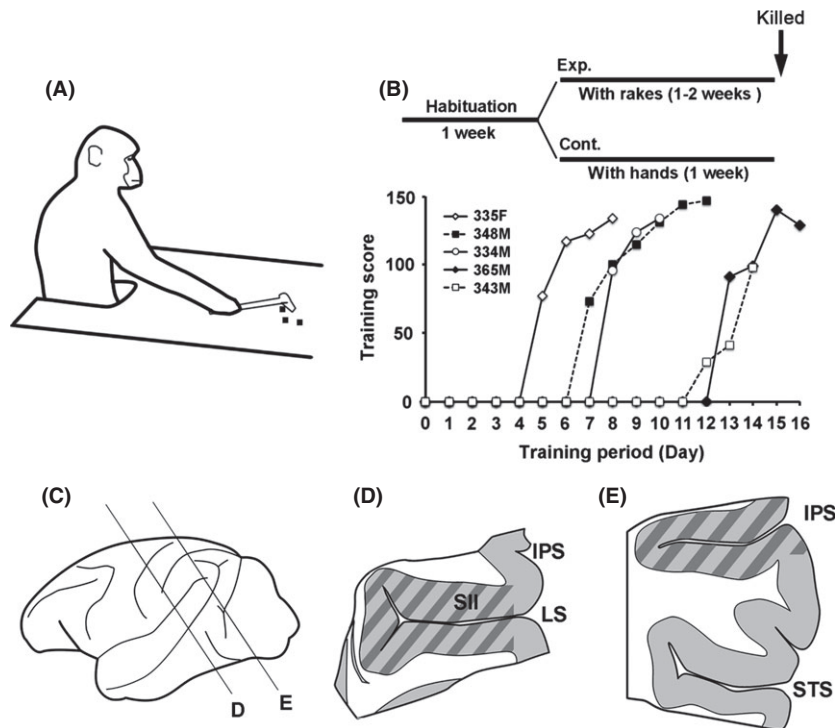 Killed
(A)
(B)
Exp.
Habituation
With rakes (1-2 weeks )
1 week
Cont.
With hands (1 week)
150
100
50
0
Training score
335F
348M
334M
365M
343M
0 1 2 3 4 5 6 7 8 9 10 11 12 13 14 15 16
Training period (Day)
(C)
D
E
(D)
IPS
SII
LS
(E)
IPS
STS